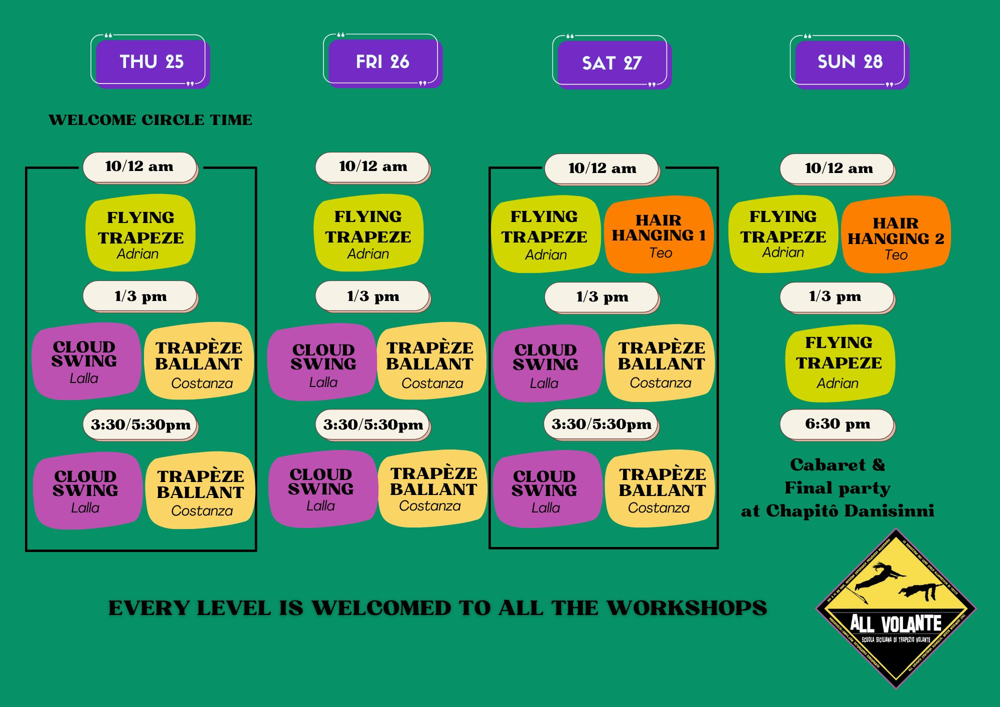 THU 25
FRI 26
SAT 27
SUN 28
WELCOME CIRCLE TIME
10/12 am
FLYING
TRAPEZE
Adrian
1/3 pm
CLOUD
SWING
Lalla
TRAPÈZE
BALLANT
Costanza
3:30/5:30pm
CLOUD
SWING
Lalla
TRAPÈZE
BALLANT
Costanza
10/12 am
FLYING
TRAPEZE
Adrian
1/3 pm
CLOUD
SWING
Lalla
TRAPÈZE
BALLANT
Costanza
3:30/5:30pm
CLOUD
SWING
Lalla
TRAPÈZE
BALLANT
Costanza
10/12 am
FLYING
TRAPEZE
Adrian
HAIR
HANGING 1
Teo
1/3 pm
CLOUD
SWING
Lalla
TRAPÈZE
BALLANT
Costanza
3:30/5:30pm
CLOUD
SWING
Lalla
TRAPÈZE
BALLANT
Costanza
10/12 am
FLYING
TRAPEZE
Adrian
HAIR
HANGING 2
Teo
1/3 pm
FLYING
TRAPEZE
Adrian
6:30 pm
Cabaret &
Final party
at Chapitô Danisinni
EVERY LEVEL IS WELCOMED TO ALL THE WORKSHOPS
ALL VOLANTE
SCUOLA SICILIANA DI TRAPEZIO VOLANTE